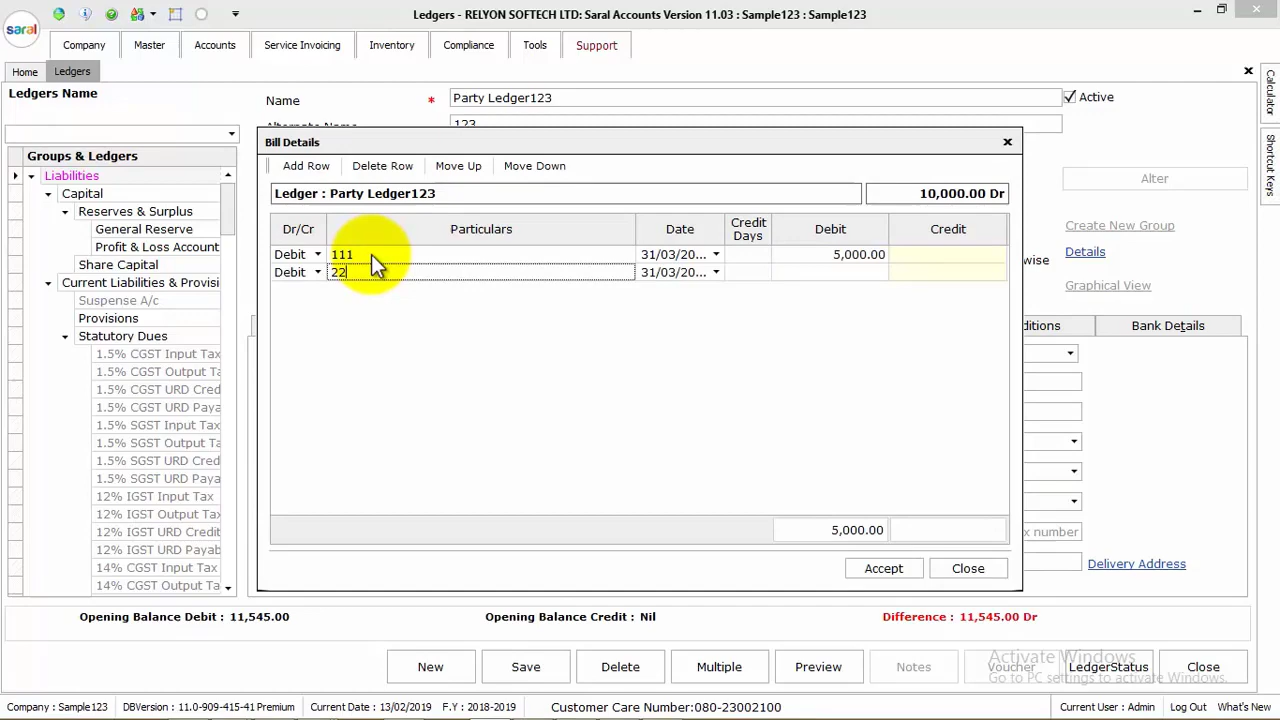 Ledgers - RELYON SOFTECH LTD: Saral Accounts Version 11.03 : Sample123 : Sample123
saral
Company Master Accounts Service Invoicing Inventory Compliance Tools Support
Home Ledgers
Calculator
Shortcut Keys
Ledgers Name
Name * Party Ledger123 Active
Alternate Name 123
Groups & Ledgers
Liabilities
Capital
Reserves & Surplus
General Reserve
Profit & Loss Account
Share Capital
Current Liabilities & Provisi
Suspense A/c
Provisions
Statutory Dues
1.5% CGST Input Tax
1.5% CGST Output Ta
1.5% CGST URD Cred
1.5% CGST URD Paya
1.5% SGST Input Tax
1.5% SGST Output Ta
1.5% SGST URD Cred
1.5% SGST URD Paya
12% IGST Input Tax
12% IGST Output Tax
12% IGST URD Credit
12% IGST URD Payab
14% CGST Input Tax
14% CGST Output Ta
Bill Details
Add Row Delete Row Move Up Move Down
Ledger : Party Ledger123 10,000.00 Dr
Dr/Cr Particulars Date Credit Days Debit Credit
Debit 111 31/03/20... 5,000.00
Debit 22 31/03/20...
5,000.00
Accept Close
Alter
Create New Group
wise Details
Graphical View
ditions Bank Details
x number
Delivery Address
Opening Balance Debit : 11,545.00 Opening Balance Credit : Nil Difference : 11,545.00 Dr
New Save Delete Multiple Preview Notes Voucher LedgerStatus Close
Activate Windows
Go to PC settings to activate Windows.
Company : Sample123 DBVersion : 11.0-909-415-41 Premium Current Date : 13/02/2019 F.Y : 2018-2019 Customer Care Number:080-23002100 Current User : Admin Log Out What's New